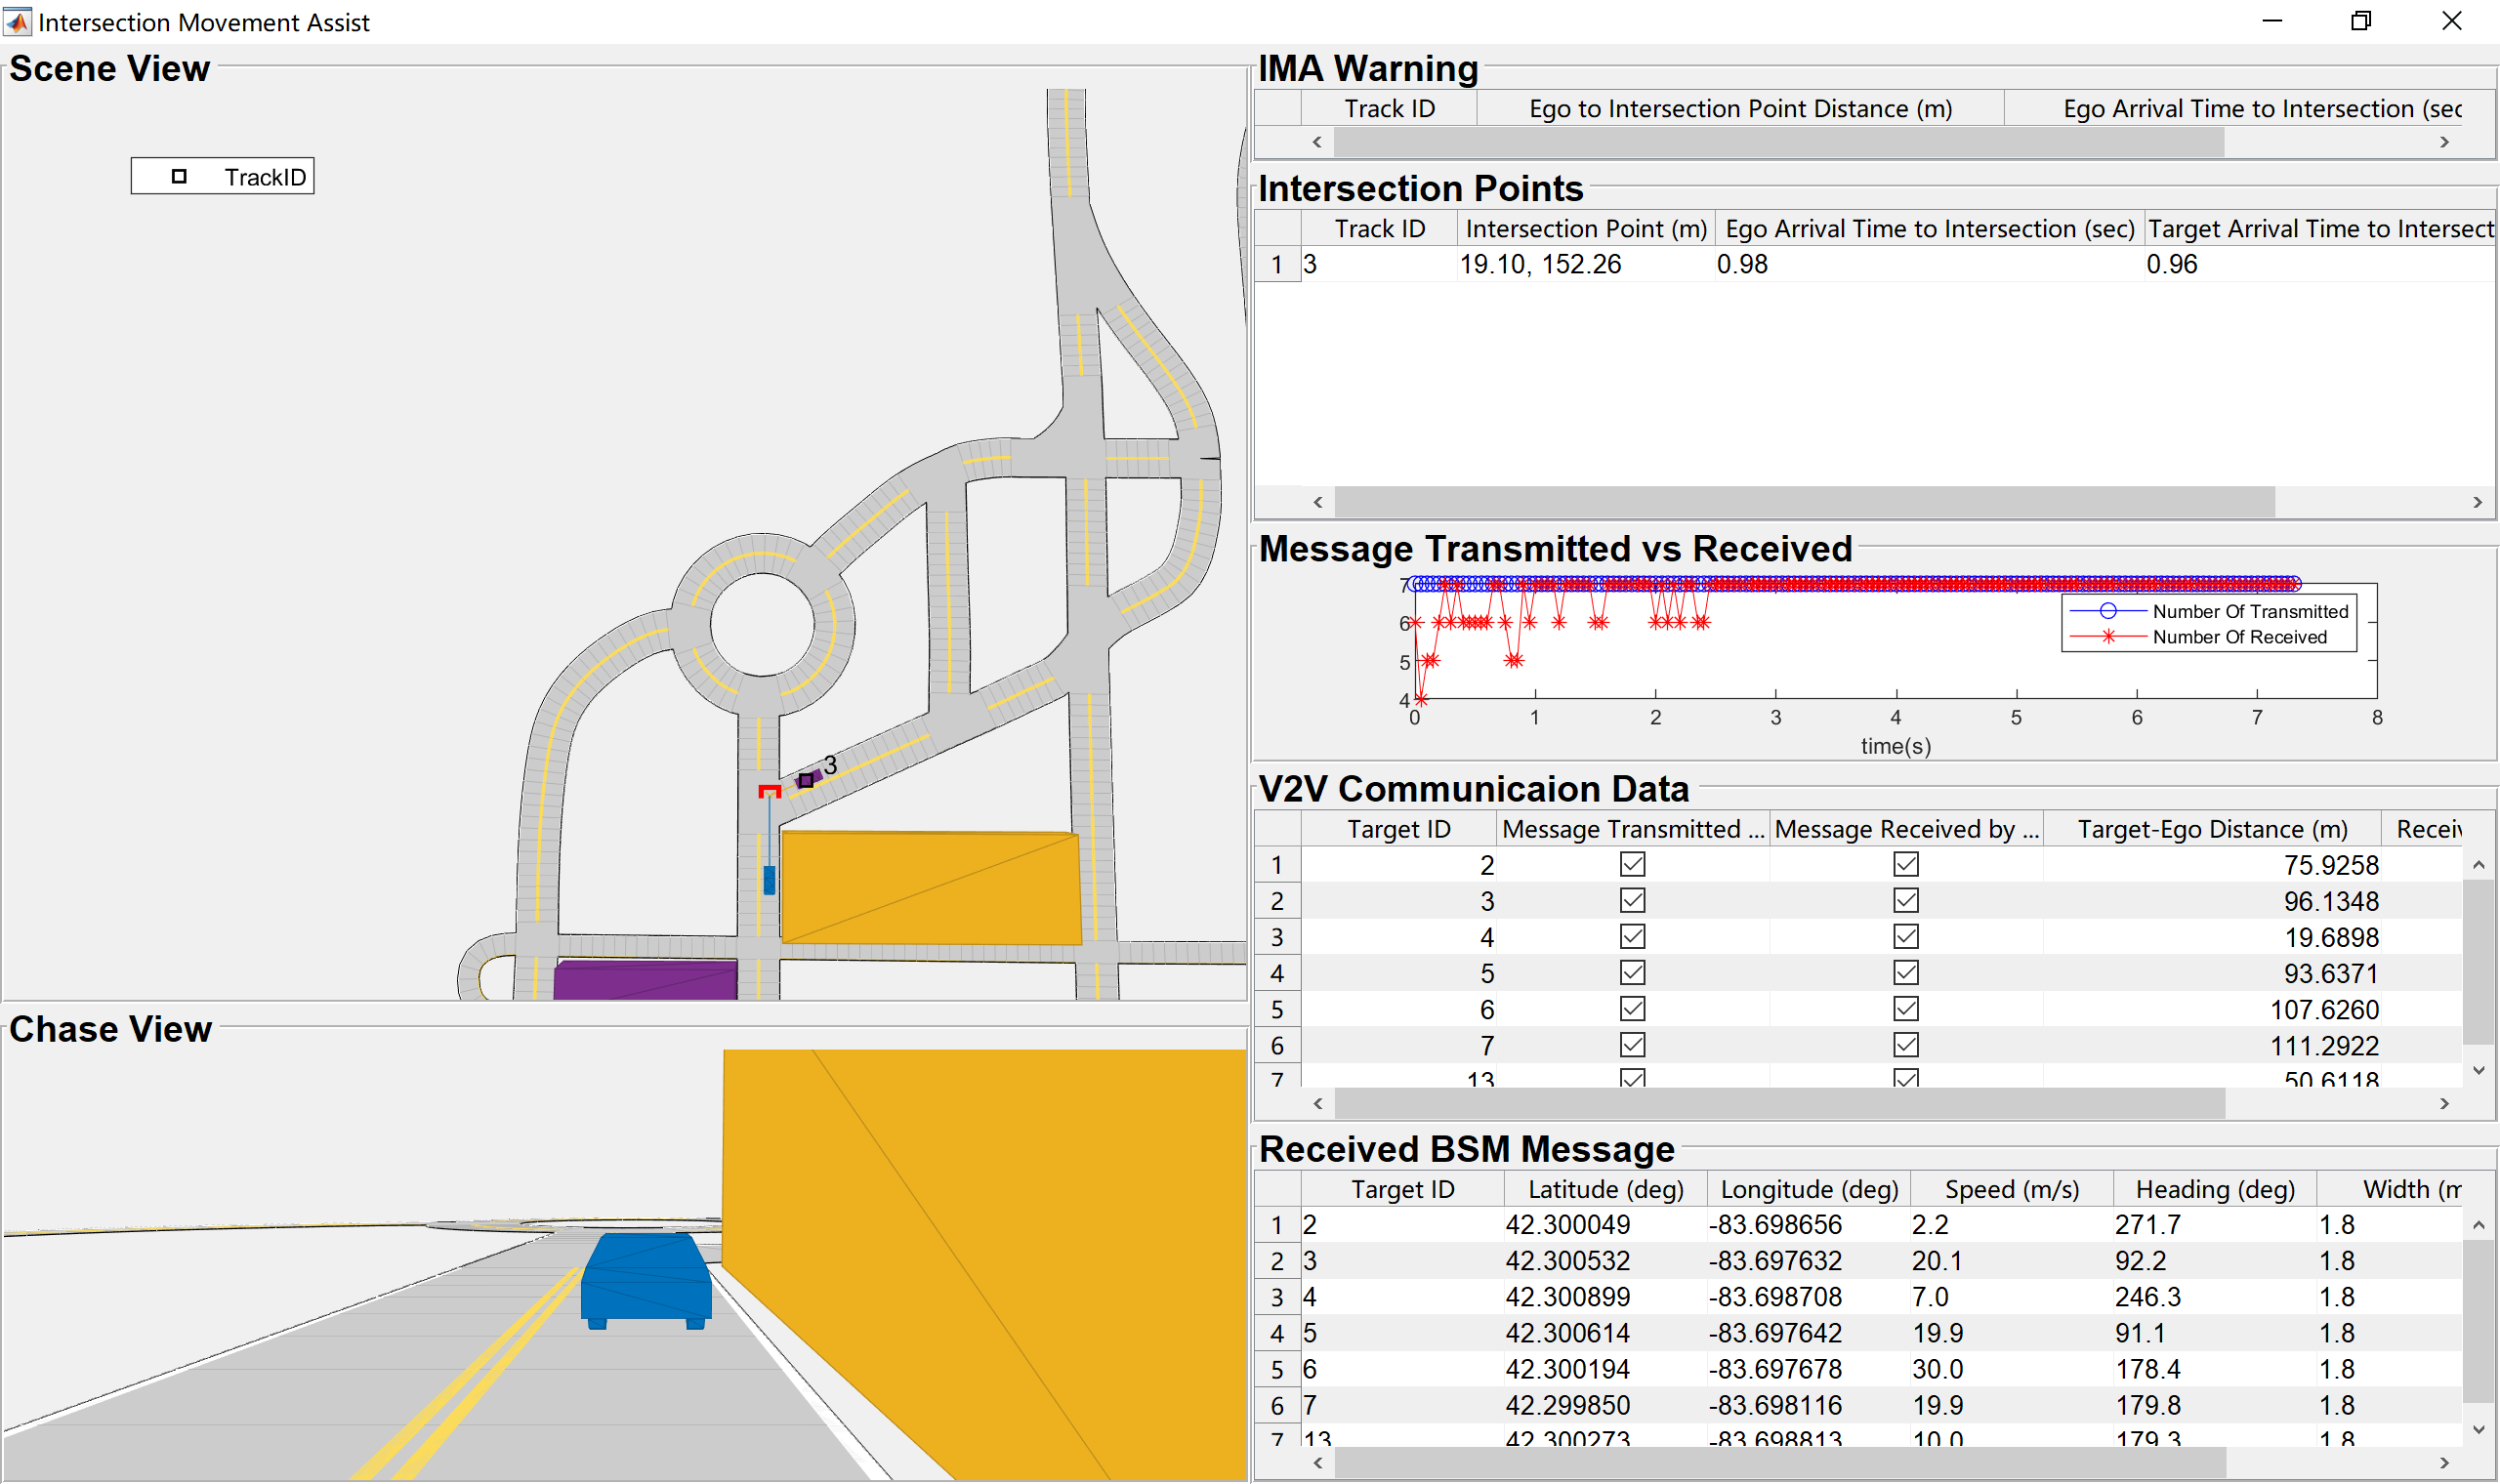 Intersection Movement Assist
Scene View
TrackID
3
Chase View
IMA Warning
Track ID Ego to Intersection Point Distance (m) Ego Arrival Time to Intersection (sec
Intersection Points
Track ID Intersection Point (m) Ego Arrival Time to Intersection (sec) Target Arrival Time to Intersect
1 3 19.10, 152.26 0.98 0.96
Message Transmitted vs Received
7
6
5
4
Number Of Transmitted
Number Of Received
0 1 2 3 4 5 6 7 8
time(s)
V2V Communicaion Data
Target ID Message Transmitted ... Message Received by ... Target-Ego Distance (m) Receiv
1 2 75.9258
2 3 96.1348
3 4 19.6898
4 5 93.6371
5 6 107.6260
6 7 111.2922
7 13 50.6118
Received BSM Message
Target ID Latitude (deg) Longitude (deg) Speed (m/s) Heading (deg) Width (m
1 2 42.300049 -83.698656 2.2 271.7 1.8
2 3 42.300532 -83.697632 20.1 92.2 1.8
3 4 42.300899 -83.698708 7.0 246.3 1.8
4 5 42.300614 -83.697642 19.9 91.1 1.8
5 6 42.300194 -83.697678 30.0 178.4 1.8
6 7 42.299850 -83.698116 19.9 179.8 1.8
7 13 42.300273 -83.698813 10.0 179.3 1.8